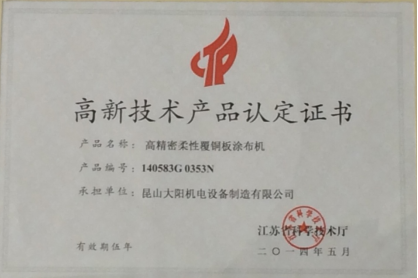 高新技术产品认定证书
产品名称： 高精密柔性覆铜板涂布机
产品编号： 140583G 0353N
承担单位： 昆山大阳机电设备制造有限公司
江苏省科学技术厅
有效期伍年
二〇一四年五月